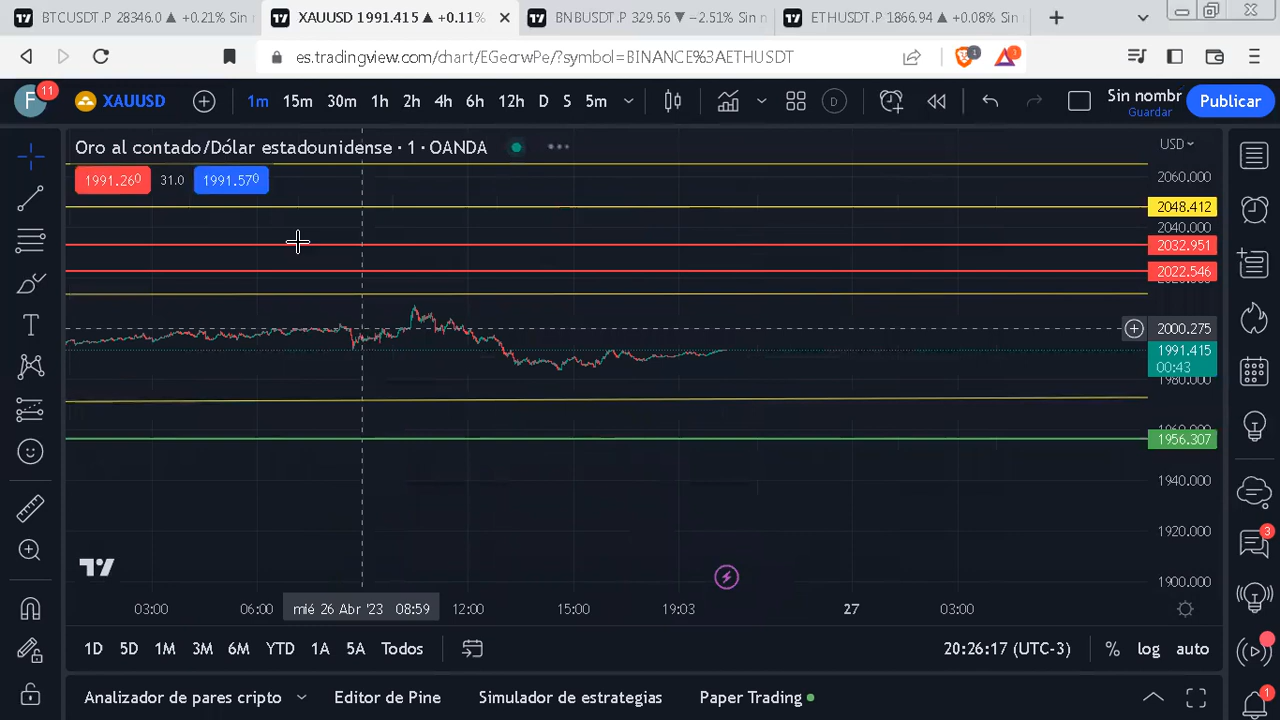 BTCUSDT.P 28346.0 ▲ +0.21% Sin n
XAUUSD 1991.415 ▲ +0.11%
BNBUSDT.P 329.56 ▼ −2.51% Sin n
ETHUSDT.P 1866.94 ▲ +0.08% Sin
es.tradingview.com/chart/EGecrwPo/?symbol=BINANCE%3AETHUSDT
1
F
11
XAUUSD
1m 15m 30m 1h 2h 4h 6h 12h D S 5m
D
Sin nombr
Guardar
Publicar
Oro al contado/Dólar estadounidense · 1 · OANDA
USD
1991.260 31.0 1991.570
2060.000
2048.412
2040.000
2032.951
2022.546
2000.275
1991.415
00:43
1980.000
1956.307
1940.000
1920.000
1900.000
3
1
03:00 06:00 mié 26 Abr '23 08:59 12:00 15:00 19:03 27 03:00
1D 5D 1M 3M 6M YTD 1A 5A Todos
20:26:17 (UTC-3) % log auto
Analizador de pares cripto Editor de Pine Simulador de estrategias Paper Trading